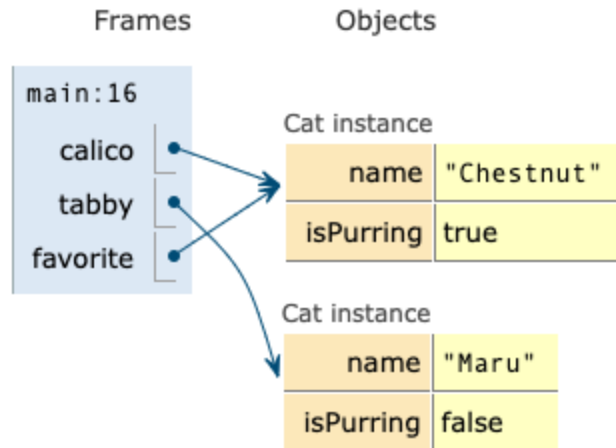 Frames Objects
main:16
calico
tabby
favorite
Cat instance
name "Chestnut"
isPurring true
Cat instance
name "Maru"
isPurring false